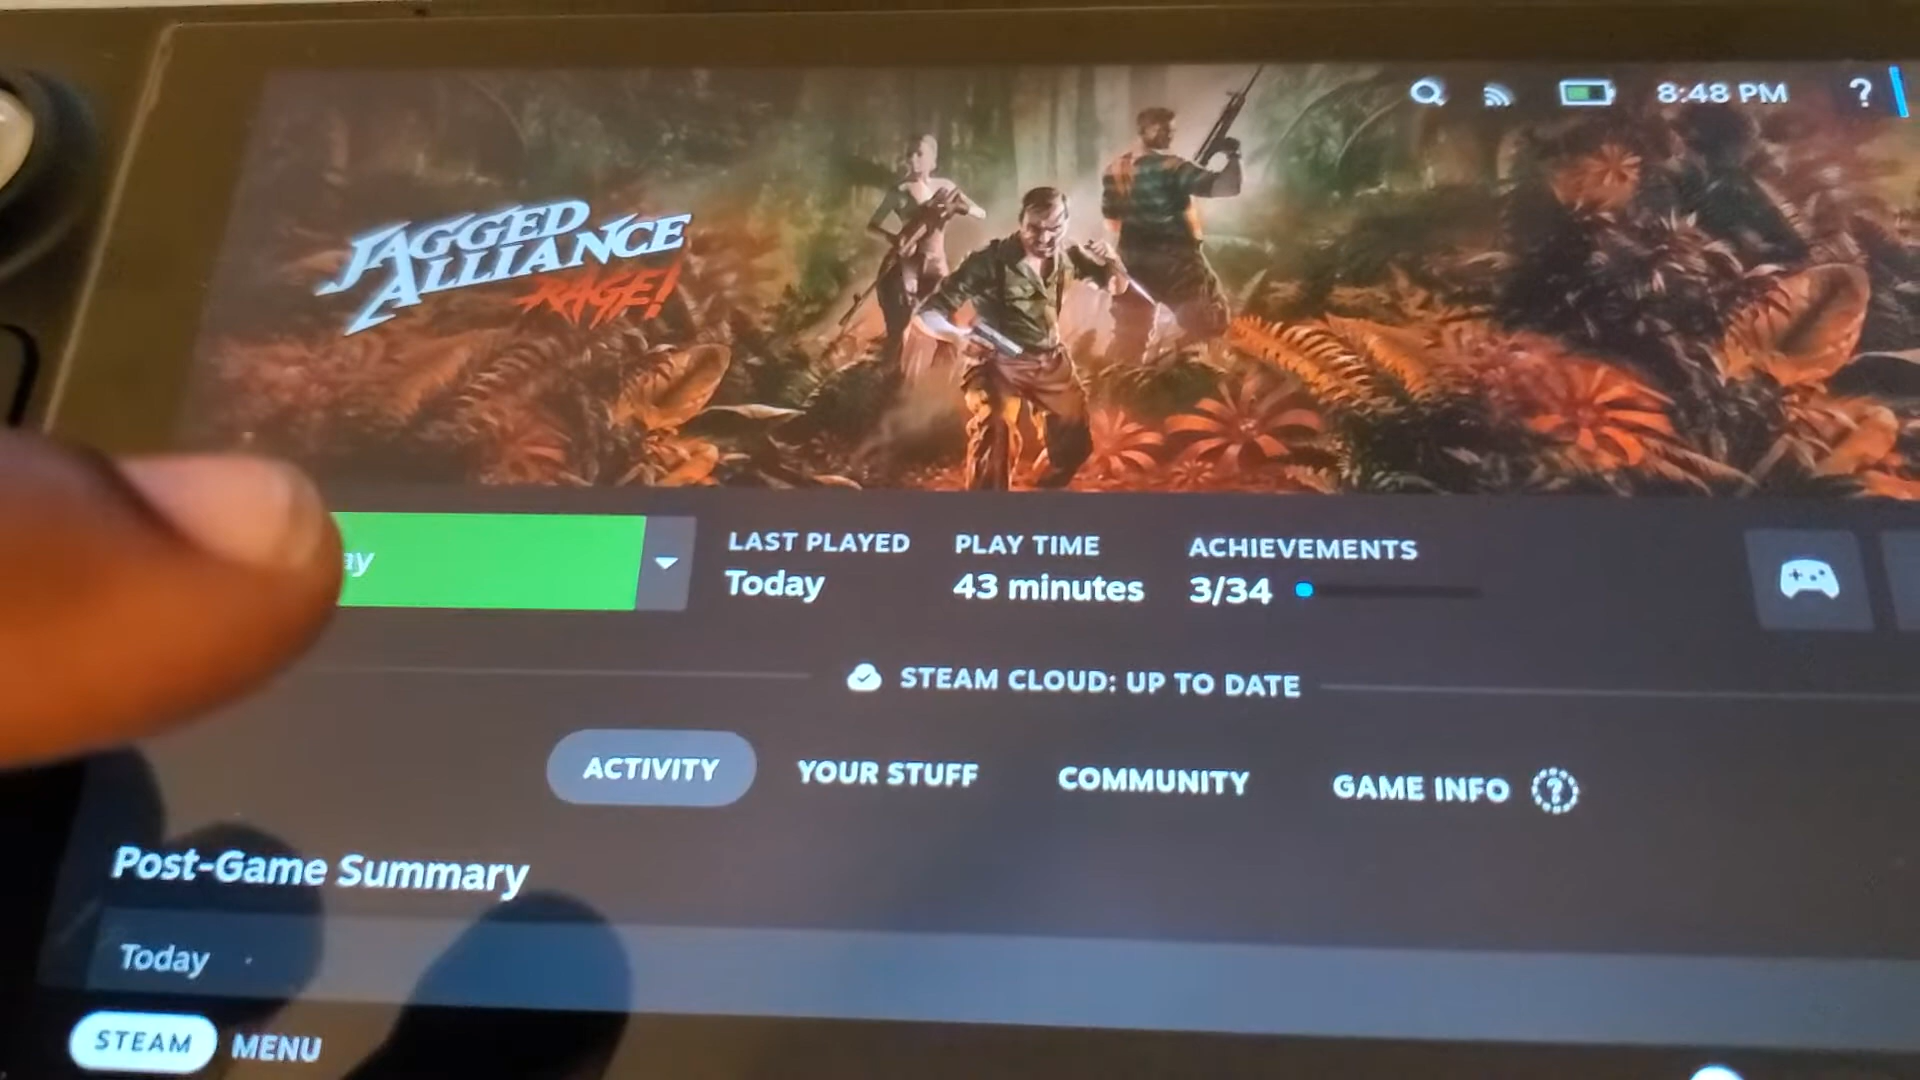 8:48 PM ?
JAGGED
ALLIANCE
RAGE!
ay
LAST PLAYED
Today
PLAY TIME
43 minutes
ACHIEVEMENTS
3/34
STEAM CLOUD: UP TO DATE
ACTIVITY YOUR STUFF COMMUNITY GAME INFO ?
Post-Game Summary
Today
STEAM MENU